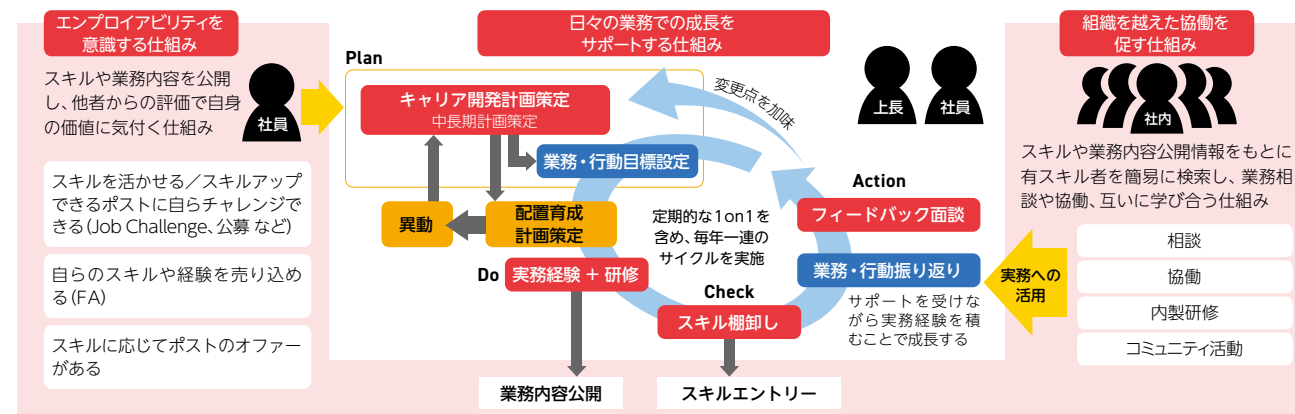 エンプロイアビリティを
意識する仕組み
スキルや業務内容を公開
し、他者からの評価で自身
の価値に気付く仕組み
社員
スキルを活かせる／スキルアップ
できるポストに自らチャレンジで
きる(Job Challenge、公募 など)
自らのスキルや経験を売り込め
る(FA)
スキルに応じてポストのオファー
がある
日々の業務での成長を
サポートする仕組み
Plan
キャリア開発計画策定
中長期計画策定
業務・行動目標設定
変更点を加味
上長
社員
異動
配置育成
計画策定
定期的な1on1を
含め、毎年一連の
サイクルを実施
Action
フィードバック面談
Do
実務経験 ＋ 研修
業務・行動振り返り
Check
スキル棚卸し
サポートを受けな
がら実務経験を積
むことで成長する
業務内容公開
スキルエントリー
組織を越えた協働を
促す仕組み
社内
スキルや業務内容公開情報をもとに
有スキル者を簡易に検索し、業務相
談や協働、互いに学び合う仕組み
実務への
活用
相談
協働
内製研修
コミュニティ活動